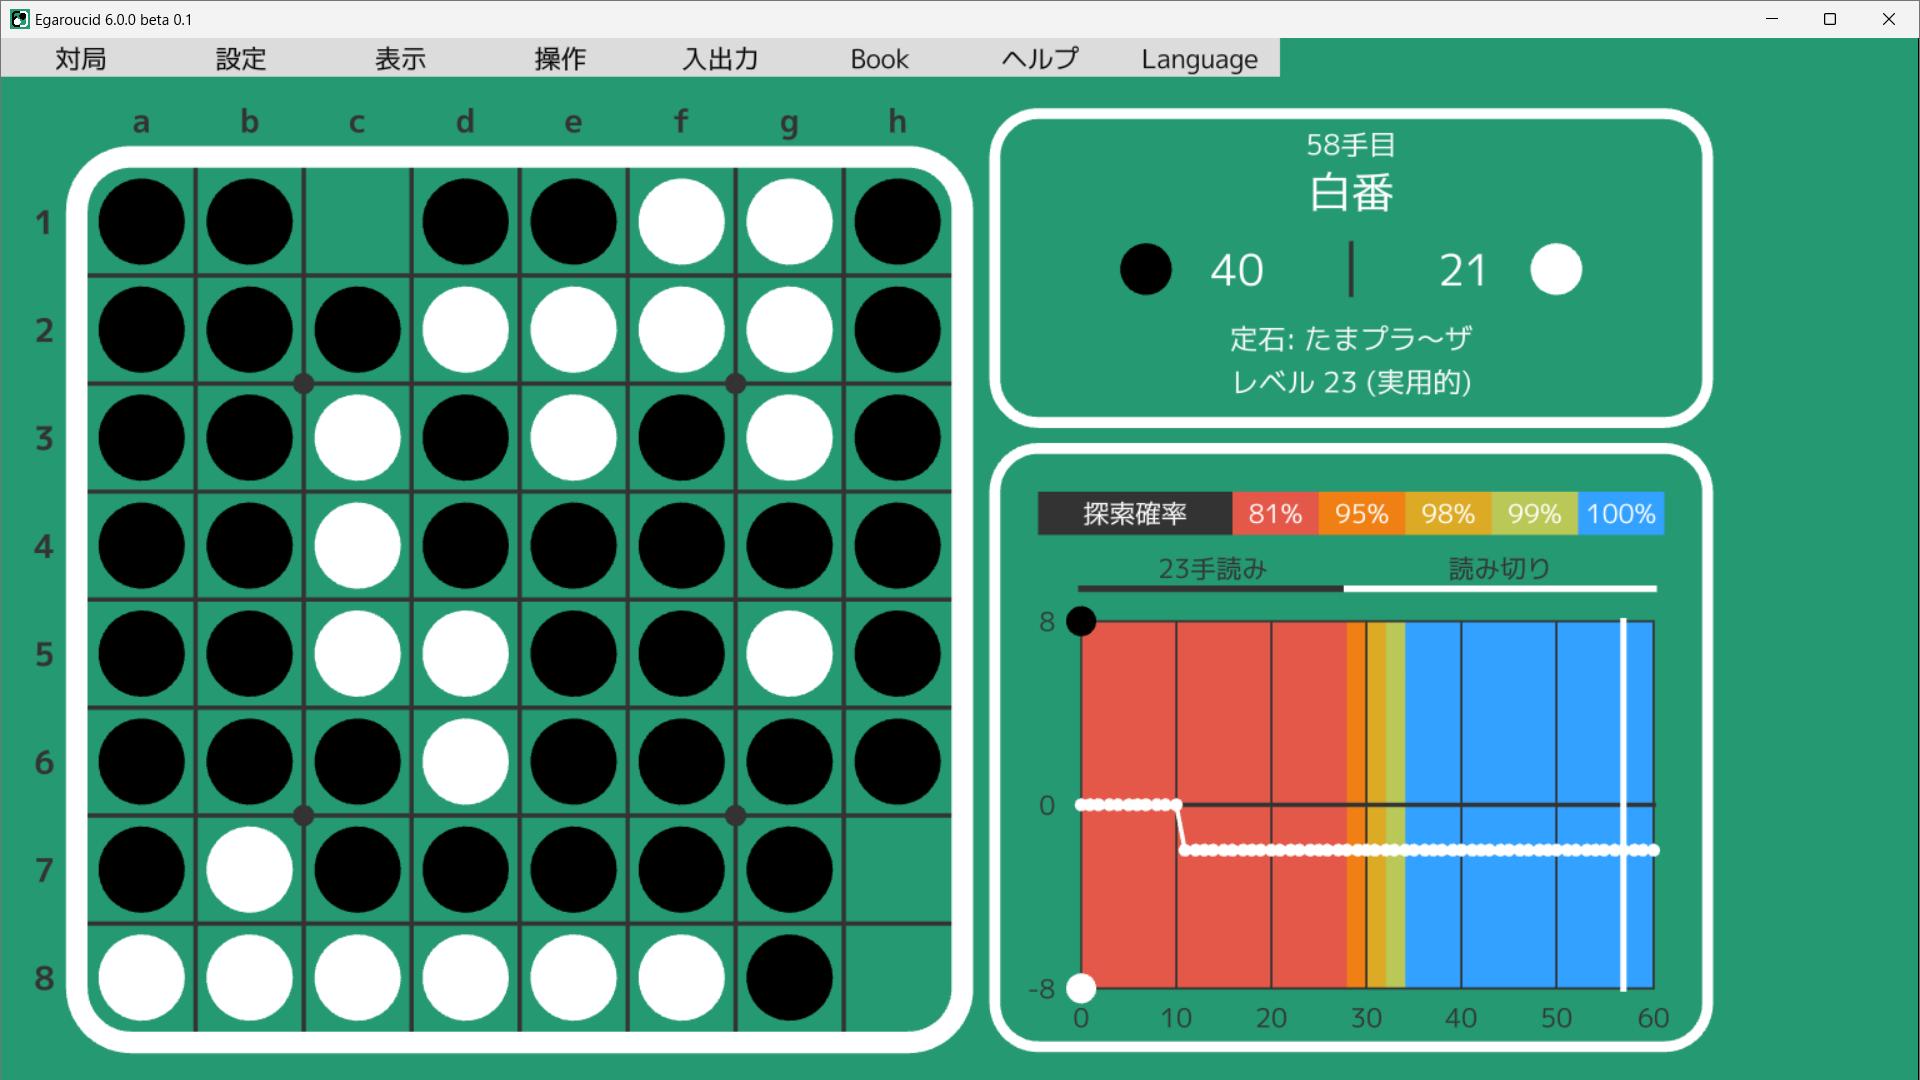 Egaroucid 6.0.0 beta 0.1
対局 設定 表示 操作 入出力 Book ヘルプ Language
a b c d e f g h
1
2
3
4
5
6
7
8
58手目
白番
40 21
定石: たまプラ〜ザ
レベル 23 (実用的)
探索確率 81% 95% 98% 99% 100%
23手読み 読み切り
8
0
-8
0 10 20 30 40 50 60